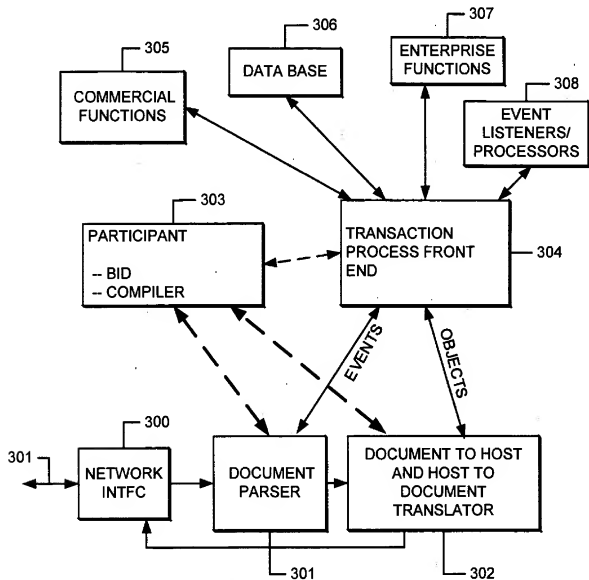 305
306
307
308
COMMERCIAL
FUNCTIONS
DATA BASE
ENTERPRISE
FUNCTIONS
EVENT
LISTENERS/
PROCESSORS
303
PARTICIPANT
-- BID
-- COMPILER
TRANSACTION
PROCESS FRONT
END
304
EVENTS
OBJECTS
300
301
NETWORK
INTFC
DOCUMENT
PARSER
DOCUMENT TO HOST
AND HOST TO
DOCUMENT
TRANSLATOR
301
302